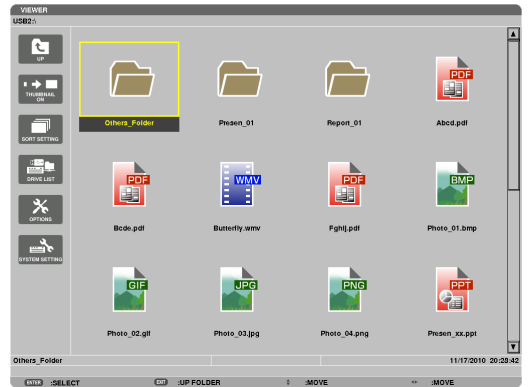 VIEWER
USB2:\
UP
THUMBNAIL
ON
SORT SETTING
DRIVE LIST
OPTIONS
SYSTEM SETTING
Others_Folder
Presen_01
Report_01
PDF
Abcd.pdf
PDF
Bcde.pdf
WMV
Butterfly.wmv
PDF
Fghij.pdf
BMP
Photo_01.bmp
GIF
Photo_02.gif
JPG
Photo_03.jpg
PNG
Photo_04.png
PPT
Presen_xx.ppt
Others_Folder
11/17/2010 20:28:42
ENTER :SELECT EXIT :UP FOLDER :MOVE :MOVE